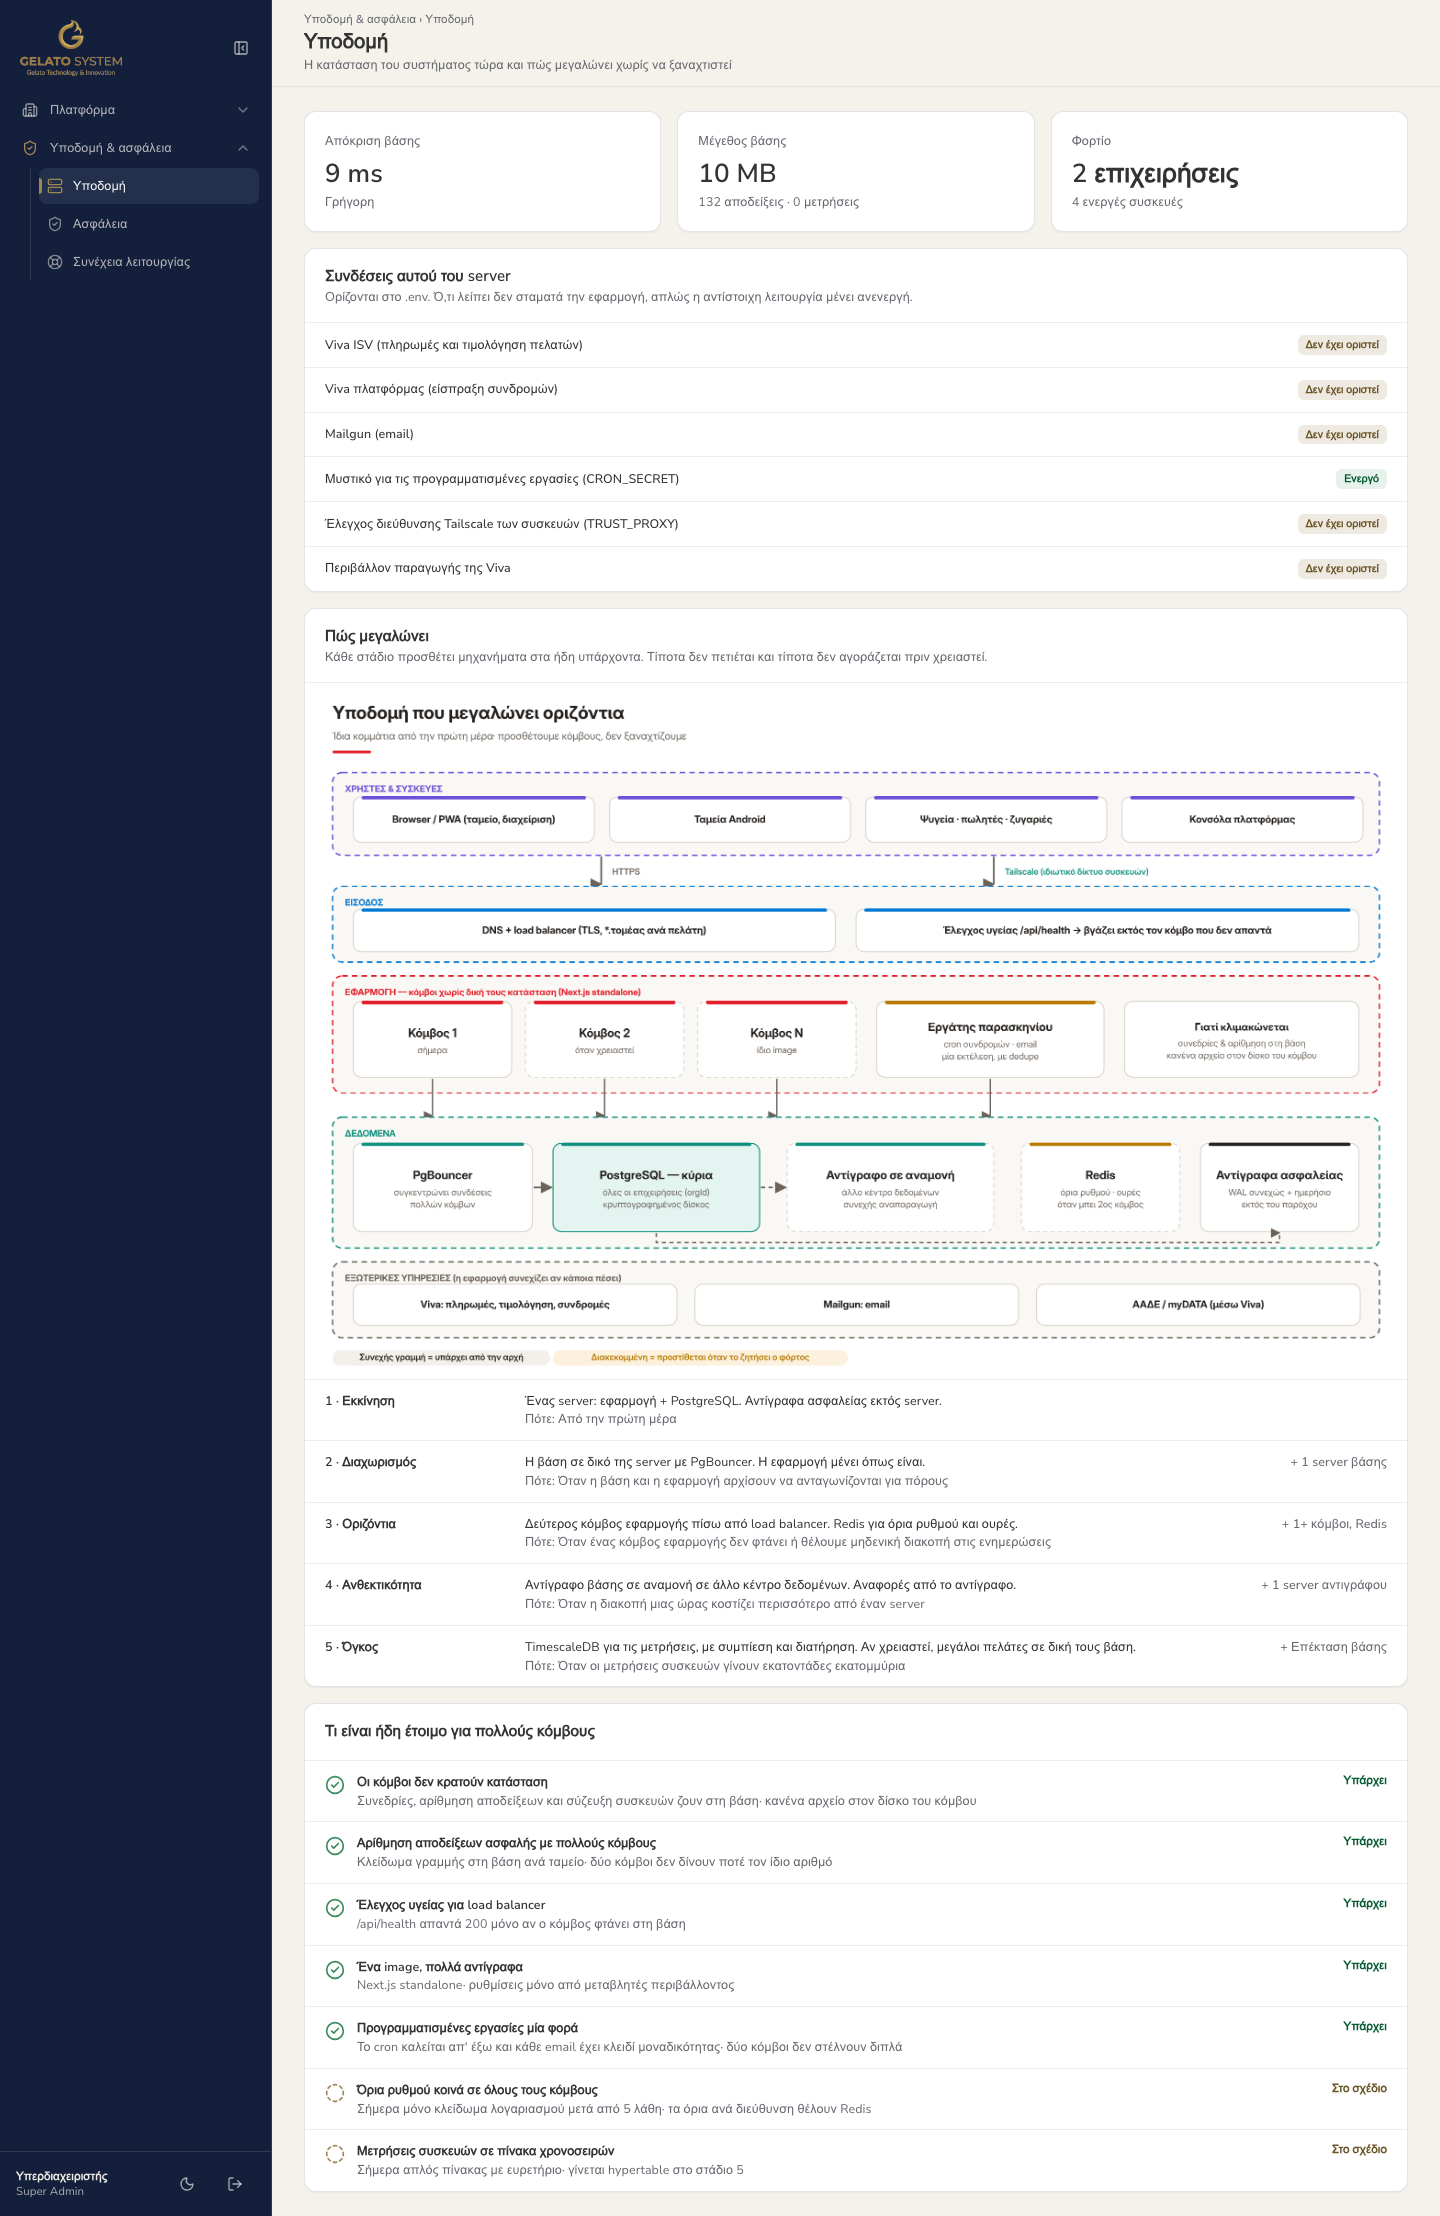 GELATO SYSTEM
Gelato Technology & Innovation
Πλατφόρμα
Υποδομή & ασφάλεια
Υποδομή
Ασφάλεια
Συνέχεια λειτουργίας
Υπερδιαχειριστής
Super Admin
Υποδομή & ασφάλεια › Υποδομή
Υποδομή
Η κατάσταση του συστήματος τώρα και πώς μεγαλώνει χωρίς να ξαναχτιστεί
Απόκριση βάσης
9 ms
Γρήγορη
Μέγεθος βάσης
10 MB
132 αποδείξεις · 0 μετρήσεις
Φορτίο
2 επιχειρήσεις
4 ενεργές συσκευές
Συνδέσεις αυτού του server
Ορίζονται στο .env. Ό,τι λείπει δεν σταματά την εφαρμογή, απλώς η αντίστοιχη λειτουργία μένει ανενεργή.
Viva ISV (πληρωμές και τιμολόγηση πελατών)
Δεν έχει οριστεί
Viva πλατφόρμας (είσπραξη συνδρομών)
Δεν έχει οριστεί
Mailgun (email)
Δεν έχει οριστεί
Μυστικό για τις προγραμματισμένες εργασίες (CRON_SECRET)
Ενεργό
Έλεγχος διεύθυνσης Tailscale των συσκευών (TRUST_PROXY)
Δεν έχει οριστεί
Περιβάλλον παραγωγής της Viva
Δεν έχει οριστεί
Πώς μεγαλώνει
Κάθε στάδιο προσθέτει μηχανήματα στα ήδη υπάρχοντα. Τίποτα δεν πετιέται και τίποτα δεν αγοράζεται πριν χρειαστεί.
Υποδομή που μεγαλώνει οριζόντια
Ίδια κομμάτια από την πρώτη μέρα· προσθέτουμε κόμβους, δεν ξαναχτίζουμε
ΧΡΗΣΤΕΣ & ΣΥΣΚΕΥΕΣ
Browser / PWA (ταμείο, διαχείριση)
Ταμεία Android
Ψυγεία · πωλητές · ζυγαριές
Κονσόλα πλατφόρμας
HTTPS
Tailscale (ιδιωτικό δίκτυο συσκευών)
ΕΙΣΟΔΟΣ
DNS + load balancer (TLS, *.τομέας ανά πελάτη)
Έλεγχος υγείας /api/health → βγάζει εκτός τον κόμβο που δεν απαντά
ΕΦΑΡΜΟΓΗ — κόμβοι χωρίς δική τους κατάσταση (Next.js standalone)
Κόμβος 1
σήμερα
Κόμβος 2
όταν χρειαστεί
Κόμβος N
ίδιο image
Εργάτης παρασκηνίου
cron συνδρομών · email
μία εκτέλεση, με dedupe
Γιατί κλιμακώνεται
συνεδρίες & αρίθμηση στη βάση
κανένα αρχείο στον δίσκο του κόμβου
ΔΕΔΟΜΕΝΑ
PgBouncer
συγκεντρώνει συνδέσεις
πολλών κόμβων
PostgreSQL — κύρια
όλες οι επιχειρήσεις (orgId)
κρυπτογραφημένος δίσκος
Αντίγραφο σε αναμονή
άλλο κέντρο δεδομένων
συνεχής αναπαραγωγή
Redis
όρια ρυθμού · ουρές
όταν μπει 2ος κόμβος
Αντίγραφα ασφαλείας
WAL συνεχώς + ημερήσιο
εκτός του παρόχου
ΕΞΩΤΕΡΙΚΕΣ ΥΠΗΡΕΣΙΕΣ (η εφαρμογή συνεχίζει αν κάποια πέσει)
Viva: πληρωμές, τιμολόγηση, συνδρομές
Mailgun: email
ΑΑΔΕ / myDATA (μέσω Viva)
Συνεχής γραμμή = υπάρχει από την αρχή
Διακεκομμένη = προστίθεται όταν το ζητήσει ο φόρτος
1 · Εκκίνηση
Ένας server: εφαρμογή + PostgreSQL. Αντίγραφα ασφαλείας εκτός server.
Πότε: Από την πρώτη μέρα
2 · Διαχωρισμός
Η βάση σε δικό της server με PgBouncer. Η εφαρμογή μένει όπως είναι.
Πότε: Όταν η βάση και η εφαρμογή αρχίσουν να ανταγωνίζονται για πόρους
+ 1 server βάσης
3 · Οριζόντια
Δεύτερος κόμβος εφαρμογής πίσω από load balancer. Redis για όρια ρυθμού και ουρές.
Πότε: Όταν ένας κόμβος εφαρμογής δεν φτάνει ή θέλουμε μηδενική διακοπή στις ενημερώσεις
+ 1+ κόμβοι, Redis
4 · Ανθεκτικότητα
Αντίγραφο βάσης σε αναμονή σε άλλο κέντρο δεδομένων. Αναφορές από το αντίγραφο.
Πότε: Όταν η διακοπή μιας ώρας κοστίζει περισσότερο από έναν server
+ 1 server αντιγράφου
5 · Όγκος
TimescaleDB για τις μετρήσεις, με συμπίεση και διατήρηση. Αν χρειαστεί, μεγάλοι πελάτες σε δική τους βάση.
Πότε: Όταν οι μετρήσεις συσκευών γίνουν εκατοντάδες εκατομμύρια
+ Επέκταση βάσης
Τι είναι ήδη έτοιμο για πολλούς κόμβους
Οι κόμβοι δεν κρατούν κατάσταση
Υπάρχει
Συνεδρίες, αρίθμηση αποδείξεων και σύζευξη συσκευών ζουν στη βάση· κανένα αρχείο στον δίσκο του κόμβου
Αρίθμηση αποδείξεων ασφαλής με πολλούς κόμβους
Υπάρχει
Κλείδωμα γραμμής στη βάση ανά ταμείο· δύο κόμβοι δεν δίνουν ποτέ τον ίδιο αριθμό
Έλεγχος υγείας για load balancer
Υπάρχει
/api/health απαντά 200 μόνο αν ο κόμβος φτάνει στη βάση
Ένα image, πολλά αντίγραφα
Υπάρχει
Next.js standalone· ρυθμίσεις μόνο από μεταβλητές περιβάλλοντος
Προγραμματισμένες εργασίες μία φορά
Υπάρχει
Το cron καλείται απ' έξω και κάθε email έχει κλειδί μοναδικότητας· δύο κόμβοι δεν στέλνουν διπλά
Όρια ρυθμού κοινά σε όλους τους κόμβους
Στο σχέδιο
Σήμερα μόνο κλείδωμα λογαριασμού μετά από 5 λάθη· τα όρια ανά διεύθυνση θέλουν Redis
Μετρήσεις συσκευών σε πίνακα χρονοσειρών
Στο σχέδιο
Σήμερα απλός πίνακας με ευρετήριο· γίνεται hypertable στο στάδιο 5